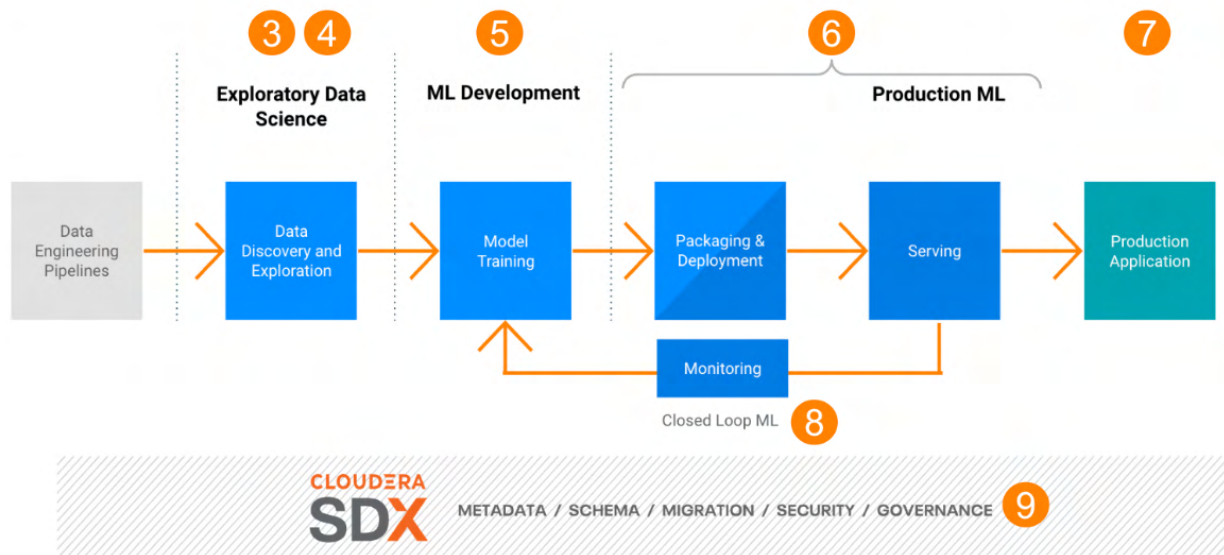 3 4
5
6
7
Exploratory Data
Science
ML Development
Production ML
Data
Engineering
Pipelines
Data
Discovery and
Exploration
Model
Training
Packaging &
Deployment
Serving
Production
Application
Monitoring
Closed Loop ML
8
CLOUDERA
SDX
METADATA / SCHEMA / MIGRATION / SECURITY / GOVERNANCE
9